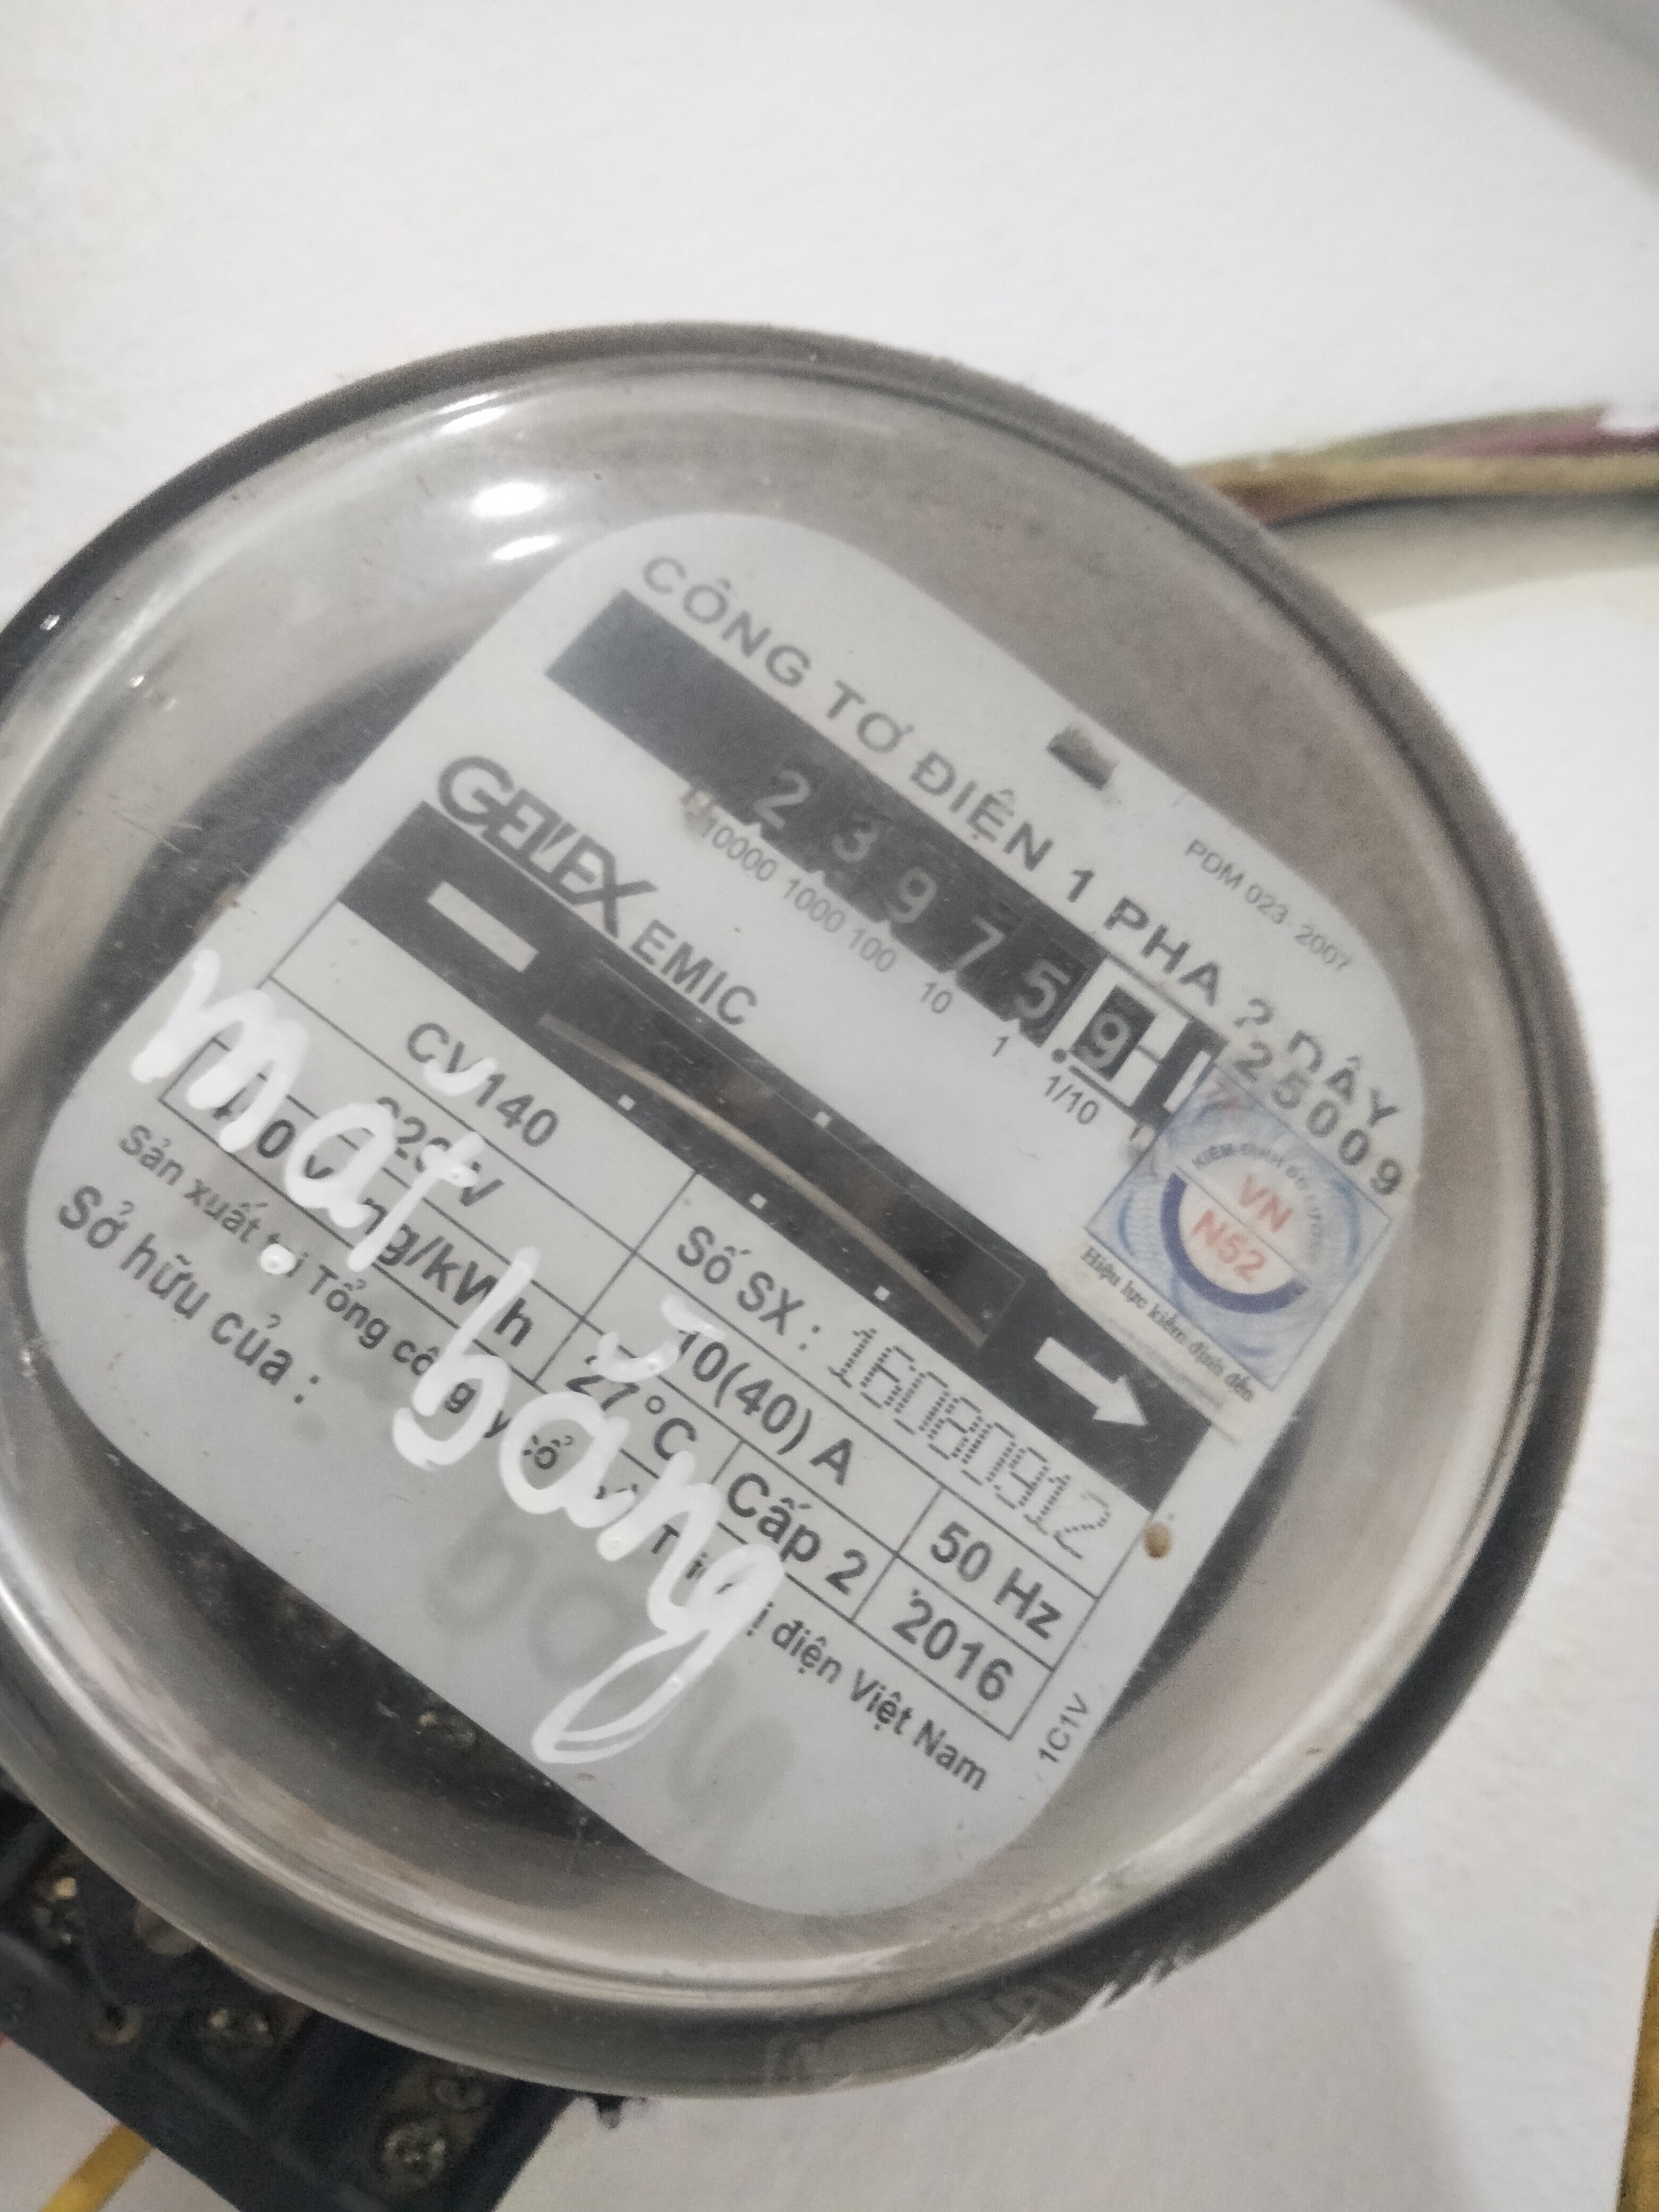 CÔNG TƠ ĐIỆN 1 PHA 2 DÂY
PDM 023 2007
2 3 9 7 5 9
10000 1000 100 10 1 1/10
25009
GELEX EMIC
KIỂM ĐỊNH
VN
N52
Hiệu lực kiểm định đến
CV140
Số SX:
220V
10(40) A
50 Hz
27°C
Cấp 2
2016
Sản xuất tại Tổng công ty điện Việt Nam
Sở hữu của :
1C1V
mặt bằng